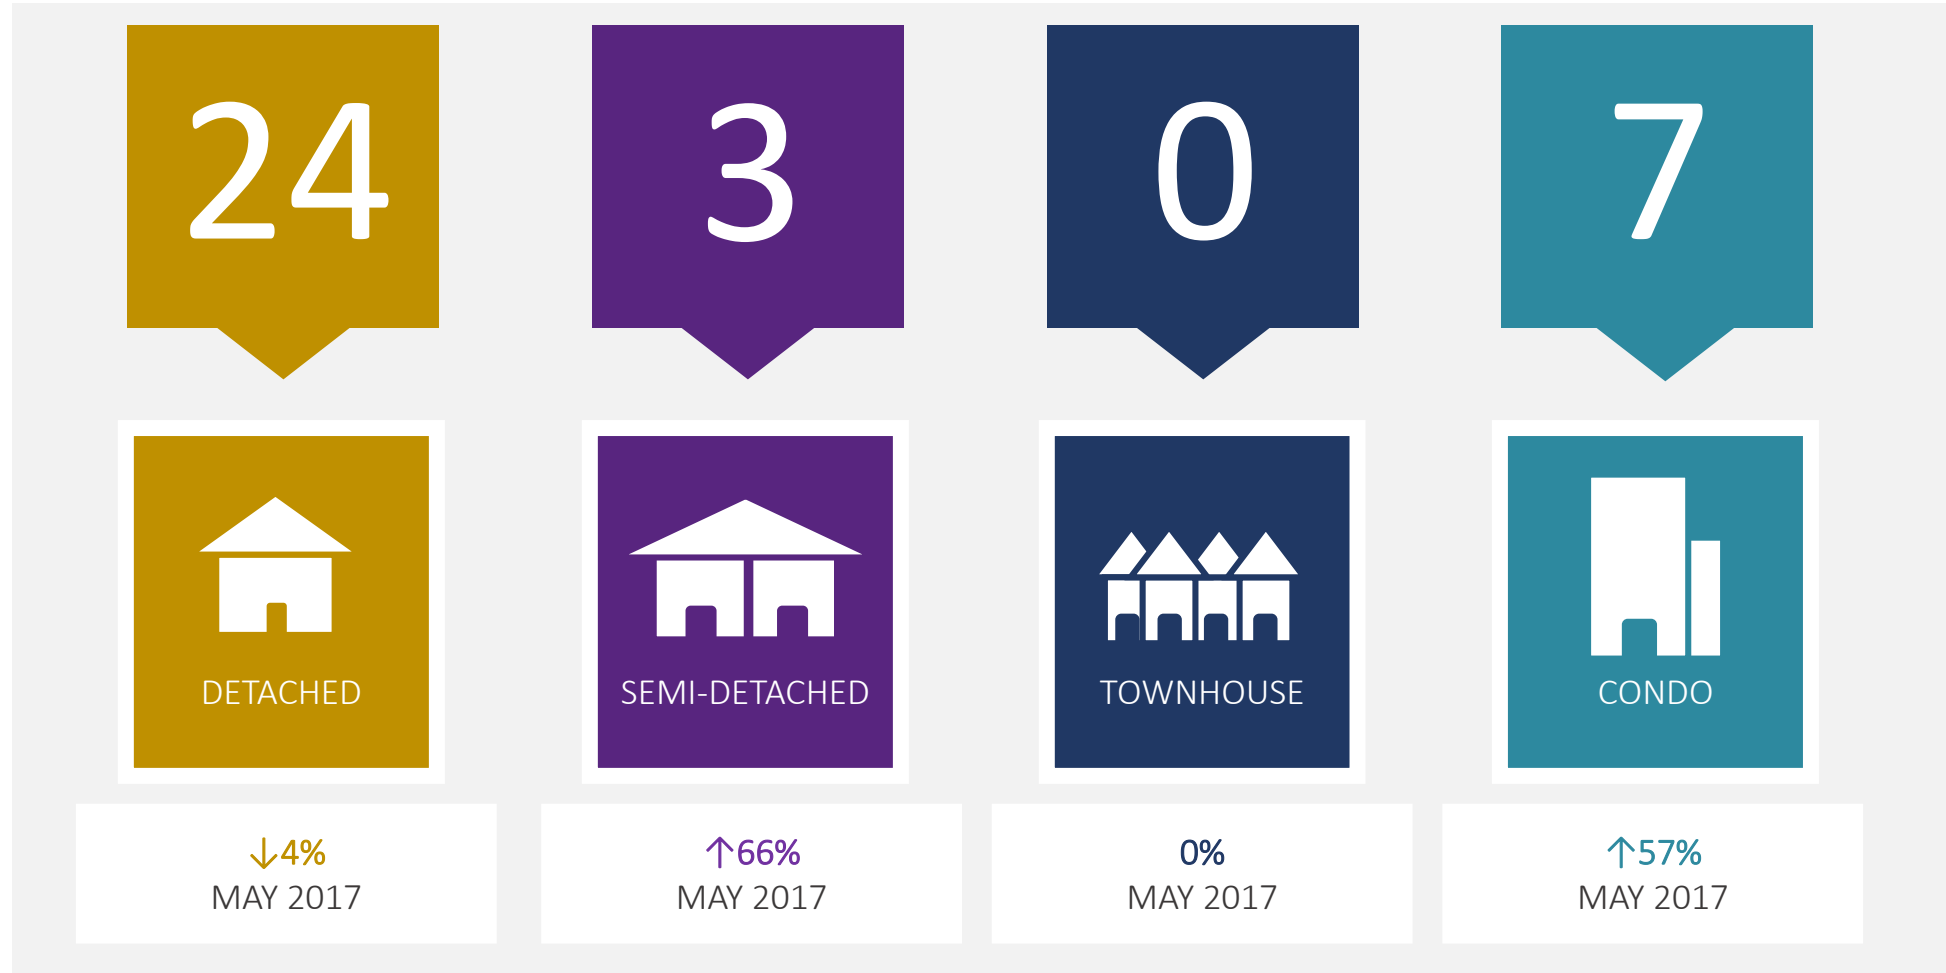 24
3
0
7
DETACHED
SEMI-DETACHED
TOWNHOUSE
CONDO
↓4%
MAY 2017
↑66%
MAY 2017
0%
MAY 2017
↑57%
MAY 2017